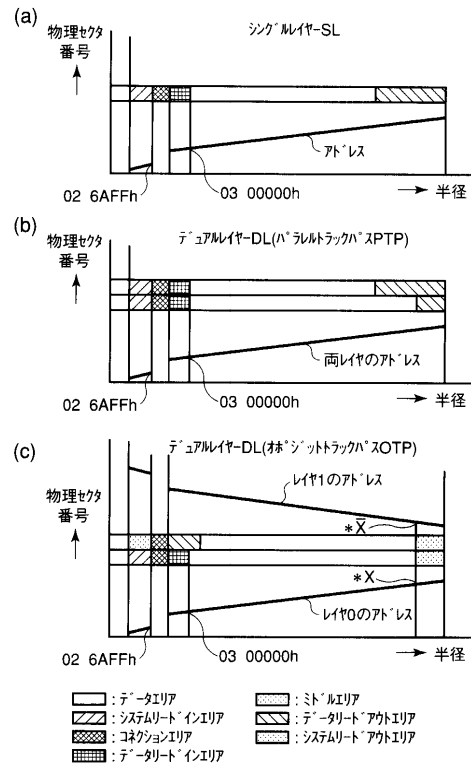 (a)
物理セクタ
番号
シングルレイヤーSL
アドレス
02 6AFFh
03 00000h
半径
(b)
物理セクタ
番号
デュアルレイヤーDL(パラレルトラックパスPTP)
両レイヤのアドレス
02 6AFFh
03 00000h
半径
(c)
物理セクタ
番号
デュアルレイヤーDL(オポジットトラックパスOTP)
レイヤ1のアドレス
*X̄
*X
レイヤ0のアドレス
02 6AFFh
03 00000h
半径
:データエリア
:システムリードインエリア
:コネクションエリア
:データリードインエリア
:ミドルエリア
:データリードアウトエリア
:システムリードアウトエリア